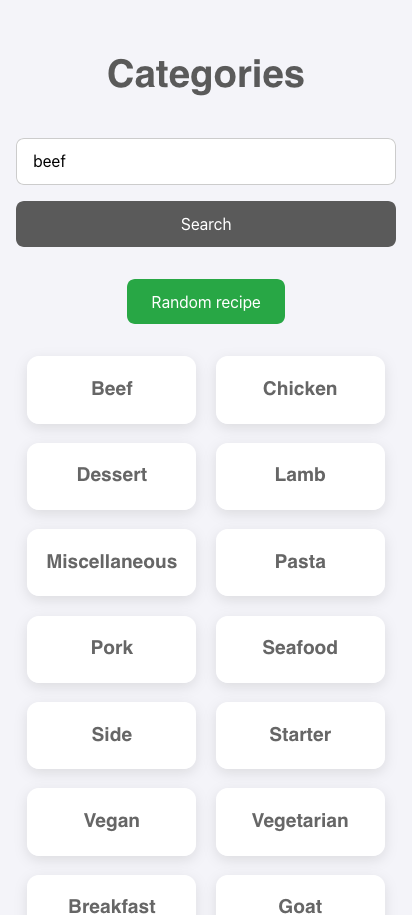 Categories
beef
Search
Random recipe
Beef
Chicken
Dessert
Lamb
Miscellaneous
Pasta
Pork
Seafood
Side
Starter
Vegan
Vegetarian
Breakfast
Goat